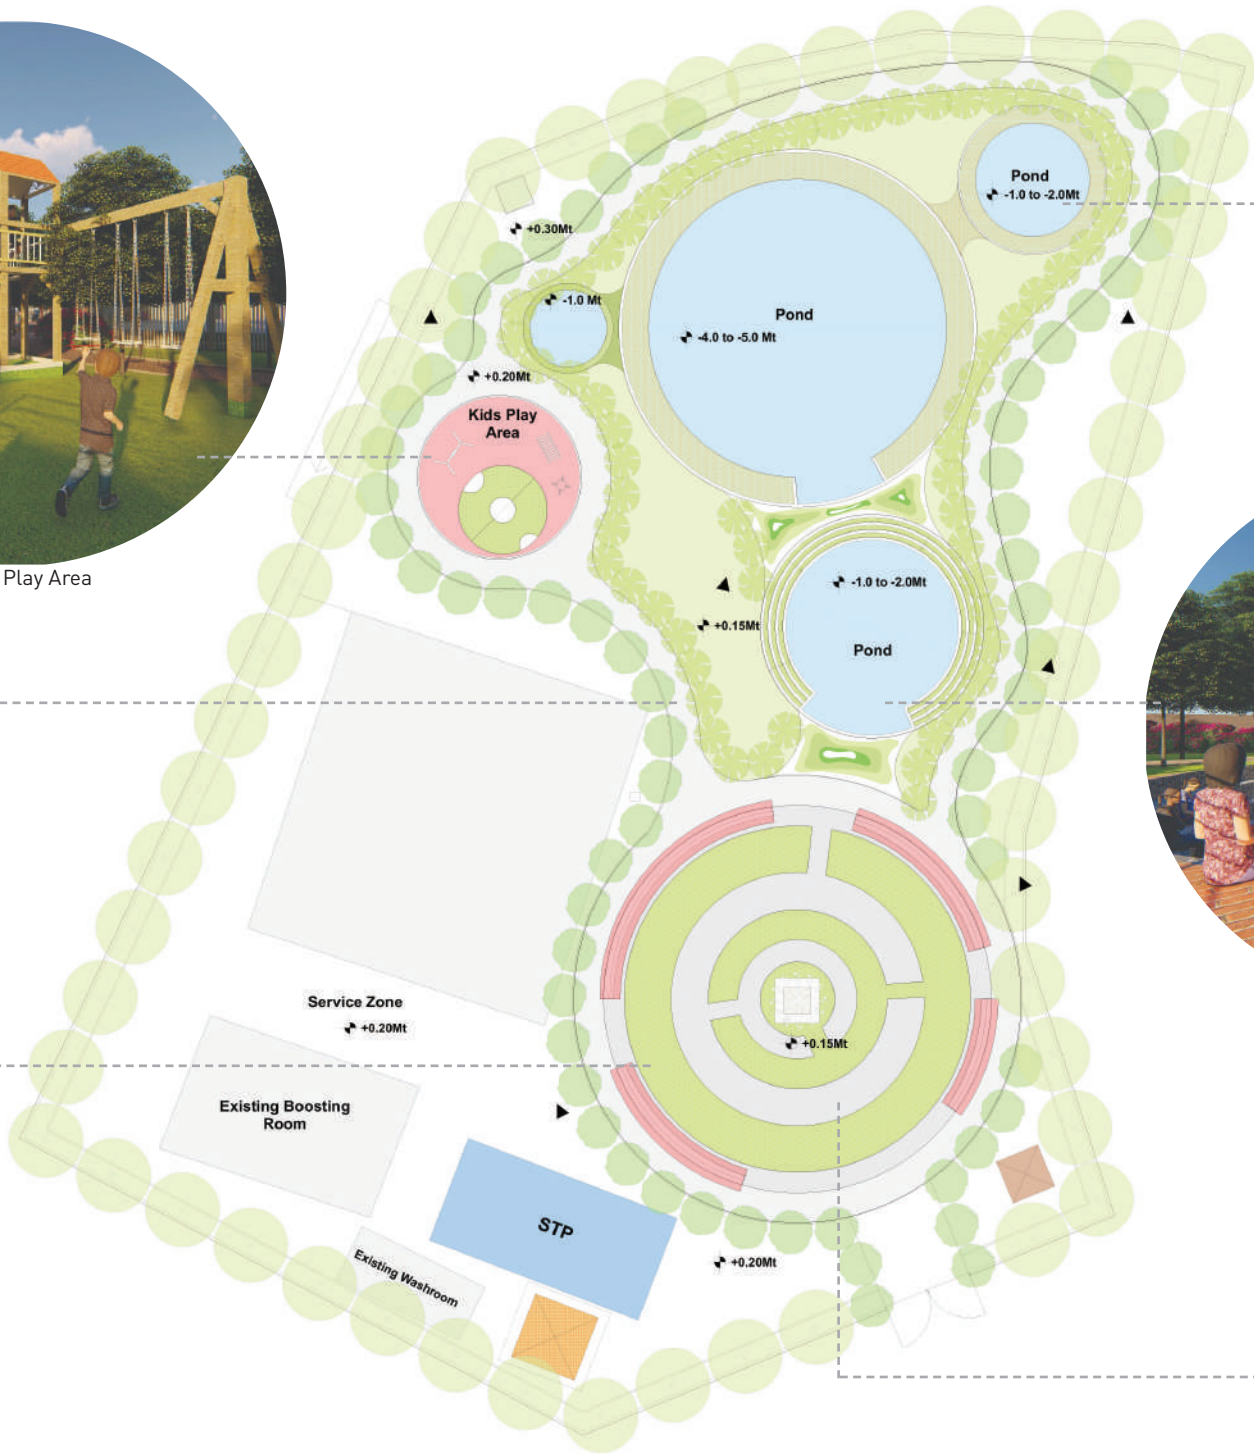 Pond
-1.0 to -2.0Mt
+0.30Mt
-1.0 Mt
Pond
-4.0 to -5.0 Mt
+0.20Mt
Kids Play
Area
Play Area
-1.0 to -2.0Mt
+0.15Mt
Pond
Service Zone
+0.20Mt
+0.15Mt
Existing Boosting
Room
STP
Existing Washroom
+0.20Mt